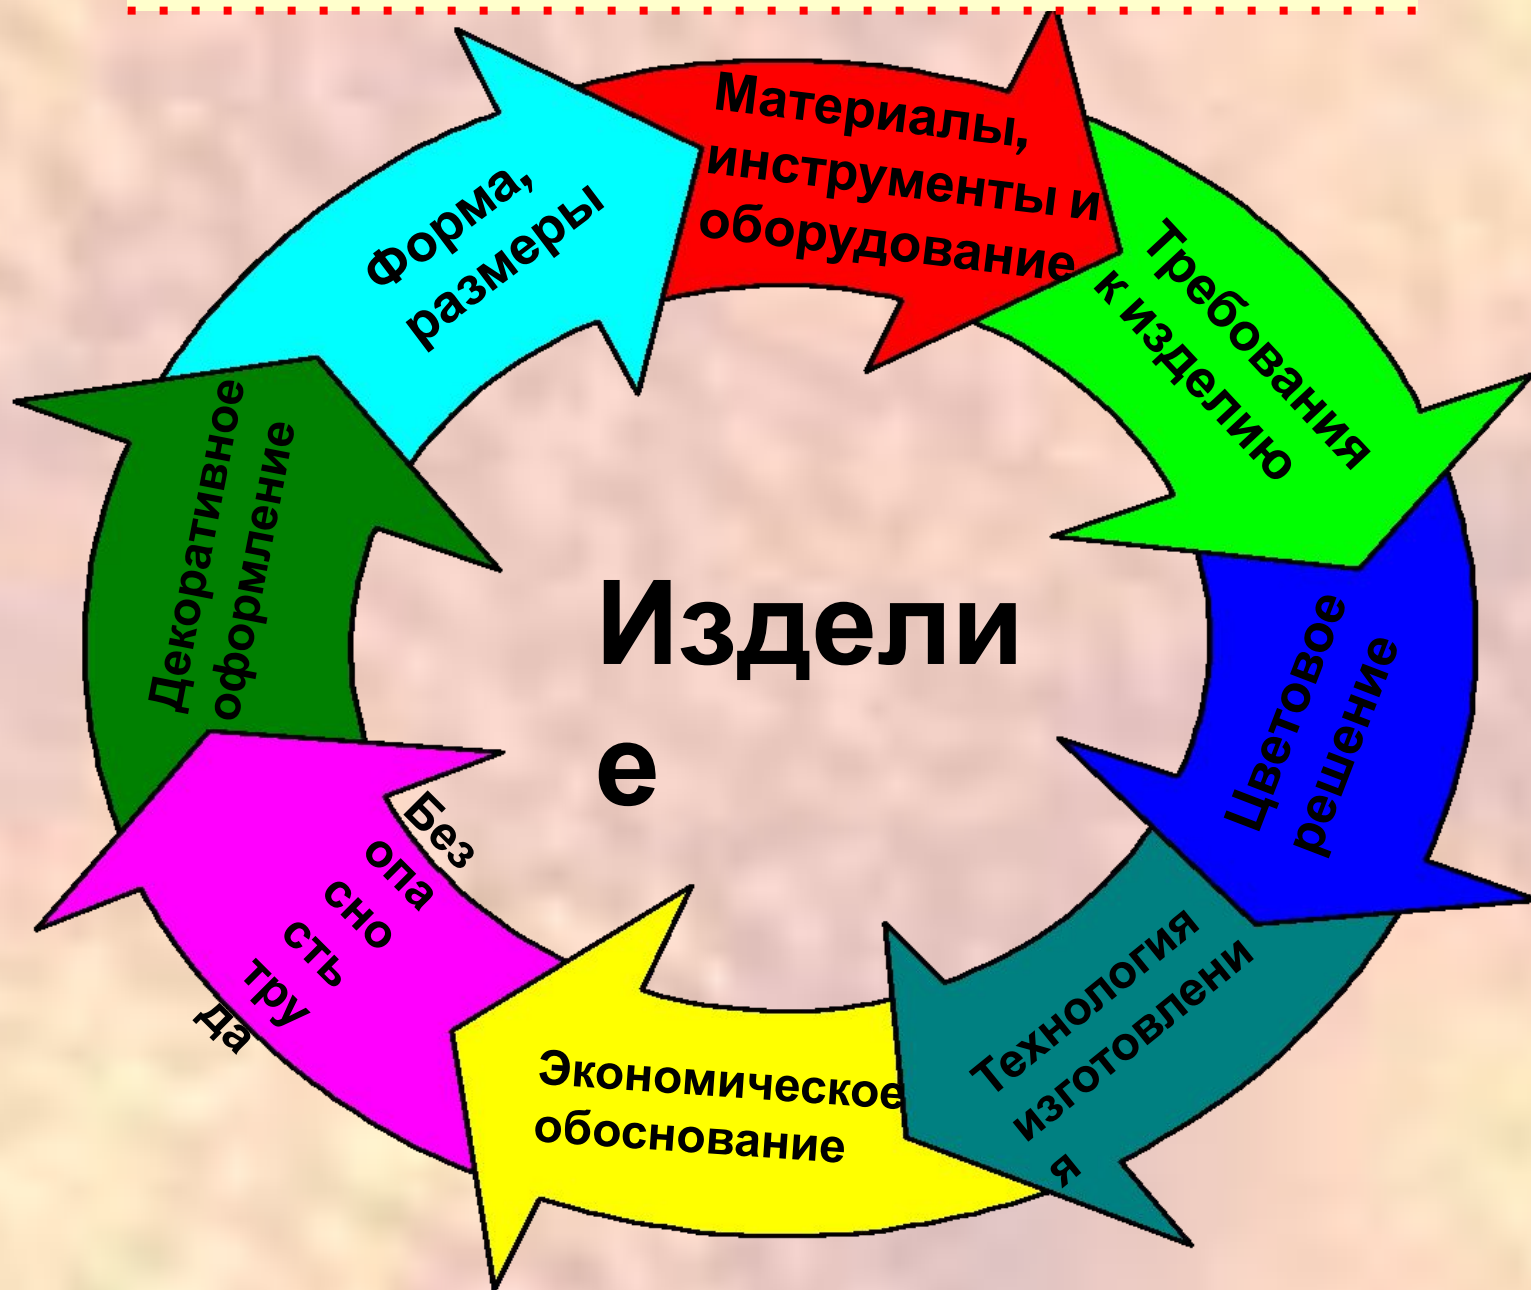 Материалы,
инструменты и
оборудование
Требования
к изделию
Цветовое
решение
Технология
изготовлени
я
Экономическое
обоснование
Без
опа
сно
сть
тру
да
Декоративное
оформление
Форма,
размеры
Издели
е